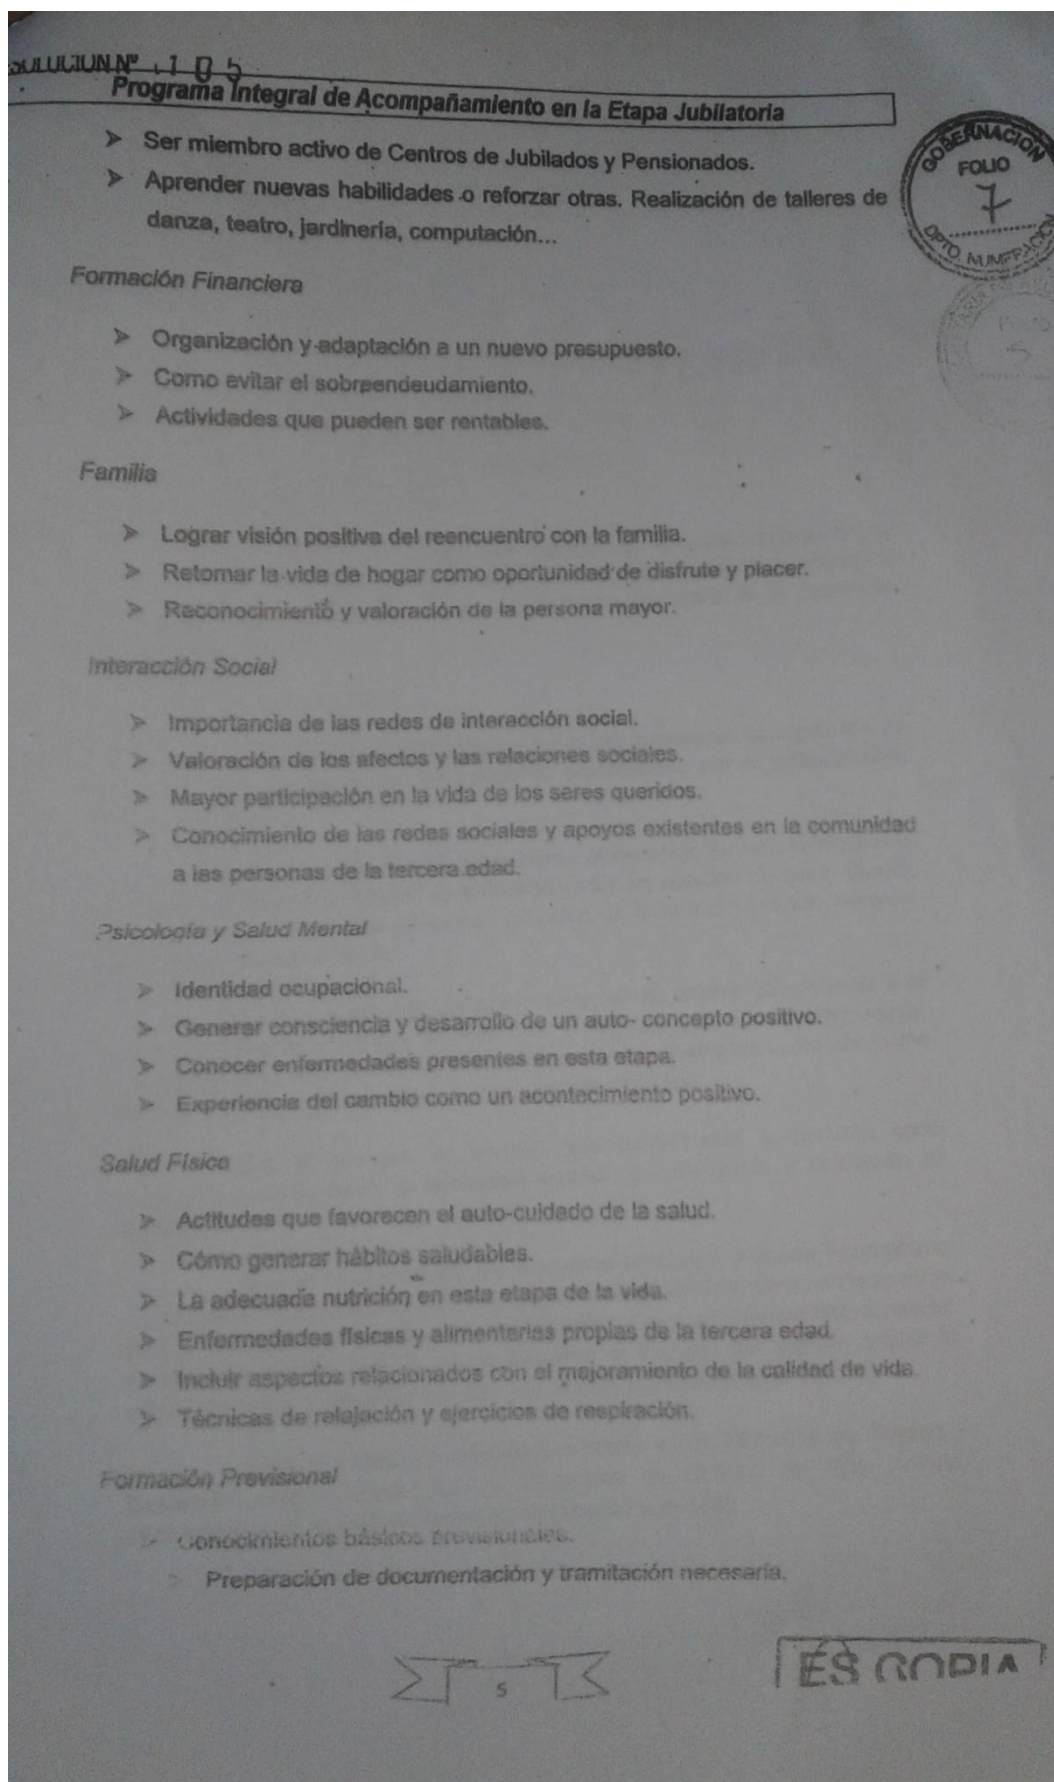 SOLUCION Nº 105
Programa Integral de Acompañamiento en la Etapa Jubilatoria
➢ Ser miembro activo de Centros de Jubilados y Pensionados.
➢ Aprender nuevas habilidades o reforzar otras. Realización de talleres de
danza, teatro, jardinería, computación...
GOBERNACION
FOLIO
7
DPTO. NUMERACION
Formación Financiera
➢ Organización y adaptación a un nuevo presupuesto.
➢ Como evitar el sobreendeudamiento.
➢ Actividades que pueden ser rentables.
Familia
➢ Lograr visión positiva del reencuentro con la familia.
➢ Retomar la vida de hogar como oportunidad de disfrute y placer.
➢ Reconocimiento y valoración de la persona mayor.
Interacción Social
➢ Importancia de las redes de interacción social.
➢ Valoración de los afectos y las relaciones sociales.
➢ Mayor participación en la vida de los seres queridos.
➢ Conocimiento de las redes sociales y apoyos existentes en la comunidad
a las personas de la tercera edad.
Psicología y Salud Mental
➢ Identidad ocupacional.
➢ Generar consciencia y desarrollo de un auto- concepto positivo.
➢ Conocer enfermedades presentes en esta etapa.
➢ Experiencia del cambio como un acontecimiento positivo.
Salud Física
➢ Actitudes que favorecen el auto-cuidado de la salud.
➢ Cómo generar hábitos saludables.
➢ La adecuada nutrición en esta etapa de la vida.
➢ Enfermedades físicas y alimentarias propias de la tercera edad.
➢ Incluir aspectos relacionados con el mejoramiento de la calidad de vida.
➢ Técnicas de relajación y ejercicios de respiración.
Formación Previsional
➢ Conocimientos básicos previsionales.
Preparación de documentación y tramitación necesaria.
5
ES COPIA